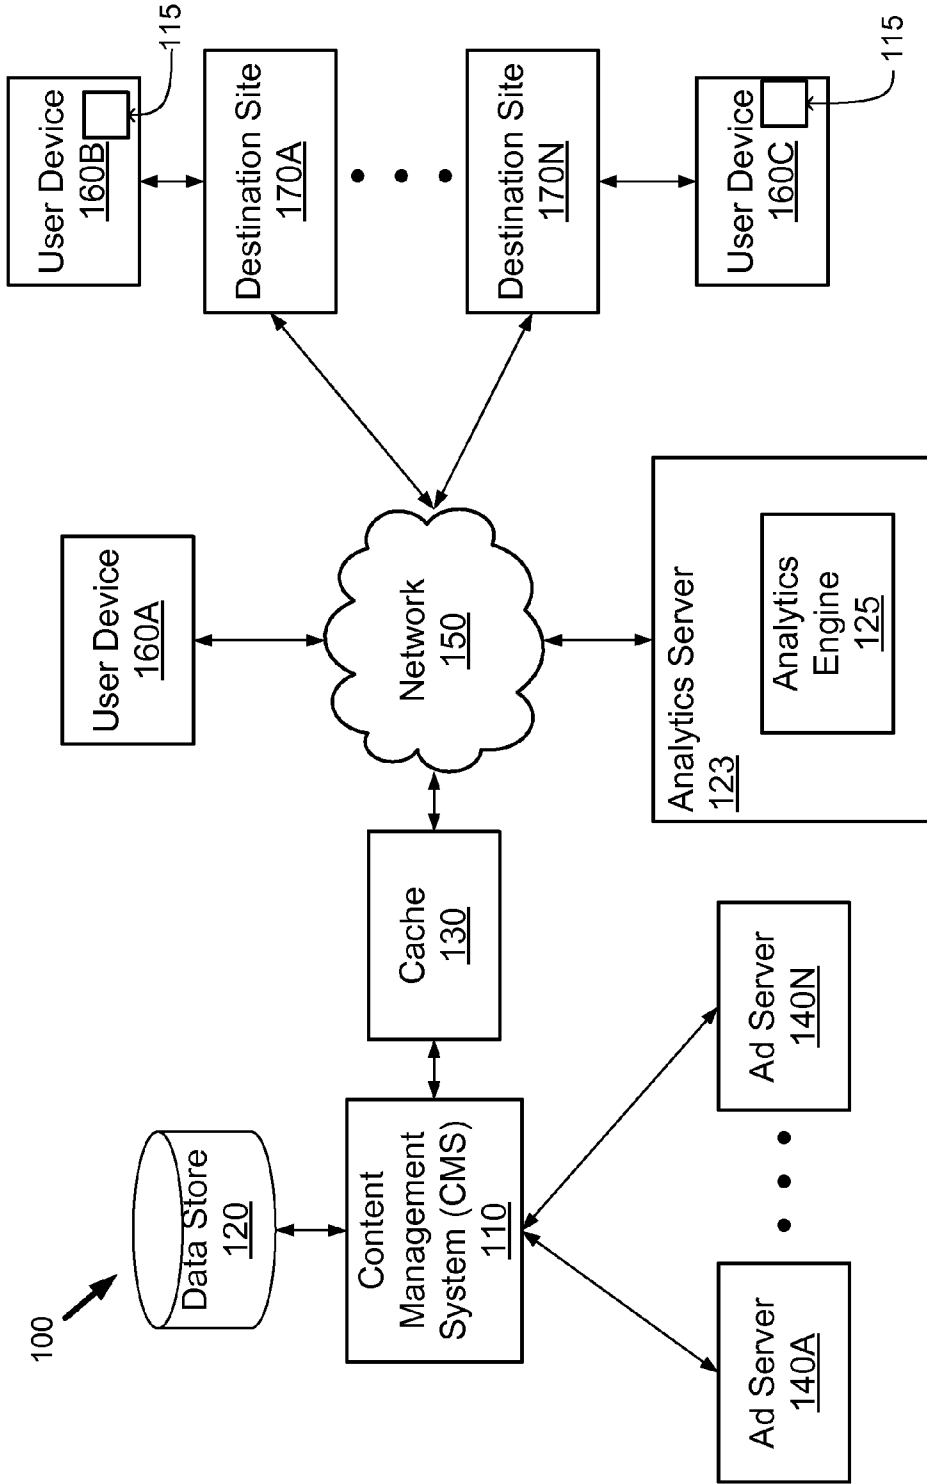 100
Data Store
120
Content
Management
System (CMS)
110
Ad Server
140A
Ad Server
140N
Cache
130
User Device
160A
Network
150
Analytics Server
123
Analytics
Engine
125
User Device
160B
115
Destination Site
170A
Destination Site
170N
User Device
160C
115